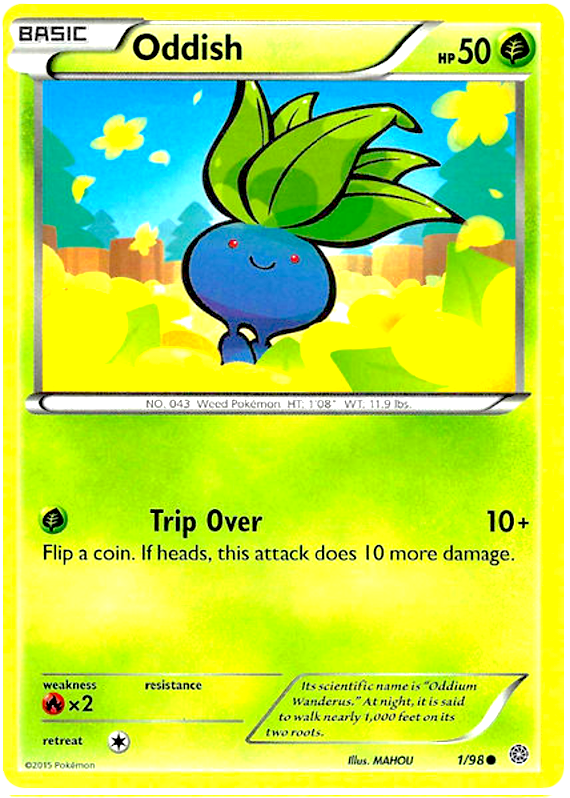 BASIC
Oddish
HP 50
NO. 043 Weed Pokémon HT: 1'08" WT: 11.9 lbs.
Trip Over 10+
Flip a coin. If heads, this attack does 10 more damage.
weakness resistance
×2
retreat
Its scientific name is "Oddium
Wanderus." At night, it is said
to walk nearly 1,000 feet on its
two roots.
©2015 Pokémon
Illus. MAHOU
1/98